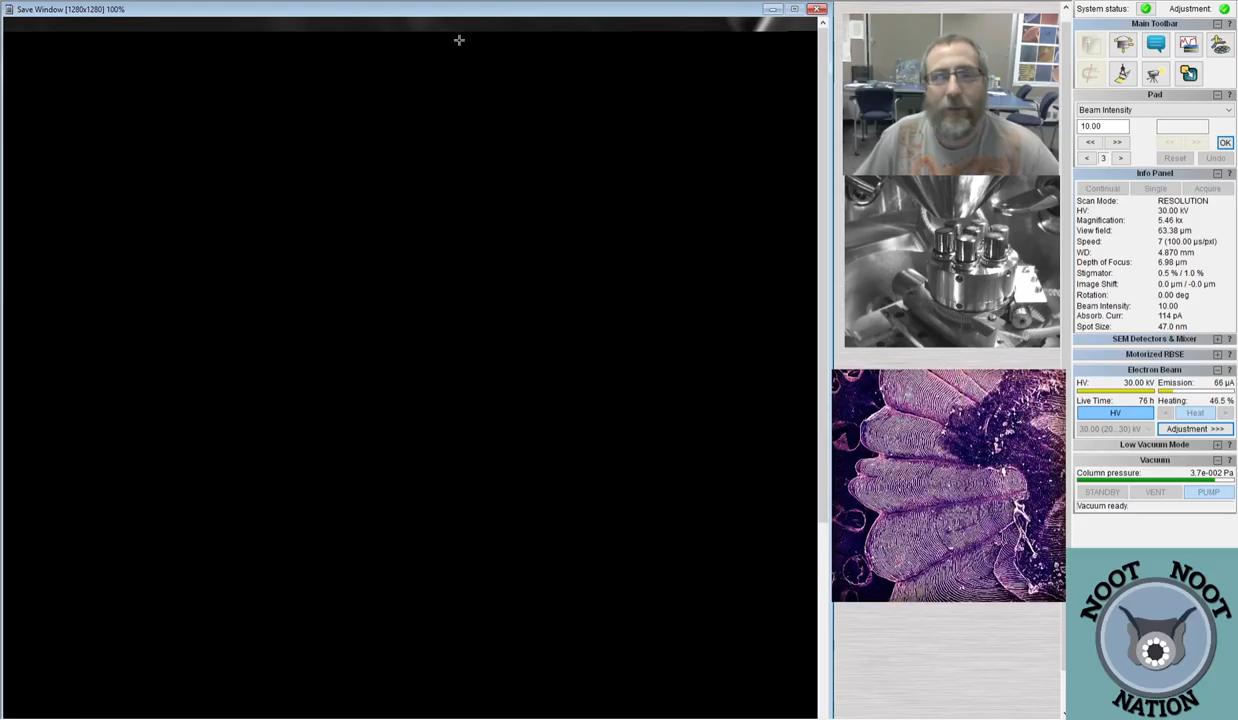 Save Window [1280x1280] 100%
System status: Adjustment:
Main Toolbar
Pad
Beam Intensity
10.00
<< >> << >> OK
< 3 > Reset Undo
Info Panel
Continual Single Acquire
Scan Mode: RESOLUTION
HV: 30.00 kV
Magnification: 5.46 kx
View field: 63.38 µm
Speed: 7 (100.00 µs/pxl)
WD: 4.870 mm
Depth of Focus: 6.98 µm
Stigmator: 0.5 % / 1.0 %
Image Shift: 0.0 µm / -0.0 µm
Rotation: 0.00 deg
Beam Intensity: 10.00
Absorb. Curr: 114 pA
Spot Size: 47.0 nm
SEM Detectors & Mixer
Motorized RBSE
Electron Beam
HV: 30.00 kV Emission: 66 µA
Live Time: 76 h Heating: 46.5 %
HV < Heat >
30.00 (20...30) kV Adjustment >>>
Low Vacuum Mode
Vacuum
Column pressure: 3.7e-002 Pa
STANDBY VENT PUMP
Vacuum ready.
NOOT NOOT
NATION